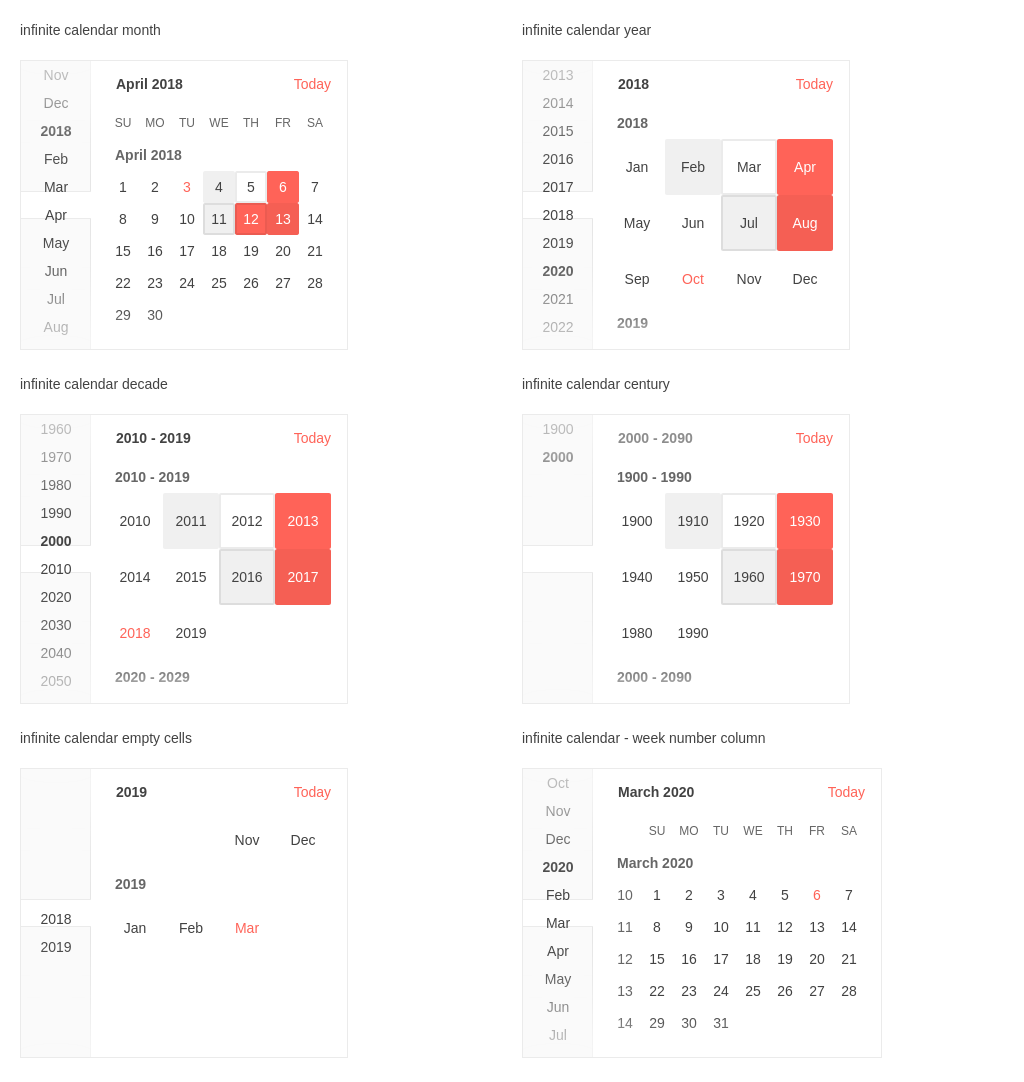 infinite calendar month
Nov
Dec
2018
Feb
Mar
Apr
May
Jun
Jul
Aug
April 2018 Today
SU MO TU WE TH FR SA
April 2018
1 2 3 4 5 6 7
8 9 10 11 12 13 14
15 16 17 18 19 20 21
22 23 24 25 26 27 28
29 30
infinite calendar year
2013
2014
2015
2016
2017
2018
2019
2020
2021
2022
2018 Today
2018
Jan Feb Mar Apr
May Jun Jul Aug
Sep Oct Nov Dec
2019
infinite calendar decade
1960
1970
1980
1990
2000
2010
2020
2030
2040
2050
2010 - 2019 Today
2010 - 2019
2010 2011 2012 2013
2014 2015 2016 2017
2018 2019
2020 - 2029
infinite calendar century
1900
2000
2000 - 2090 Today
1900 - 1990
1900 1910 1920 1930
1940 1950 1960 1970
1980 1990
2000 - 2090
infinite calendar empty cells
2018
2019
2019 Today
Nov Dec
2019
Jan Feb Mar
infinite calendar - week number column
Oct
Nov
Dec
2020
Feb
Mar
Apr
May
Jun
Jul
March 2020 Today
SU MO TU WE TH FR SA
March 2020
10 1 2 3 4 5 6 7
11 8 9 10 11 12 13 14
12 15 16 17 18 19 20 21
13 22 23 24 25 26 27 28
14 29 30 31